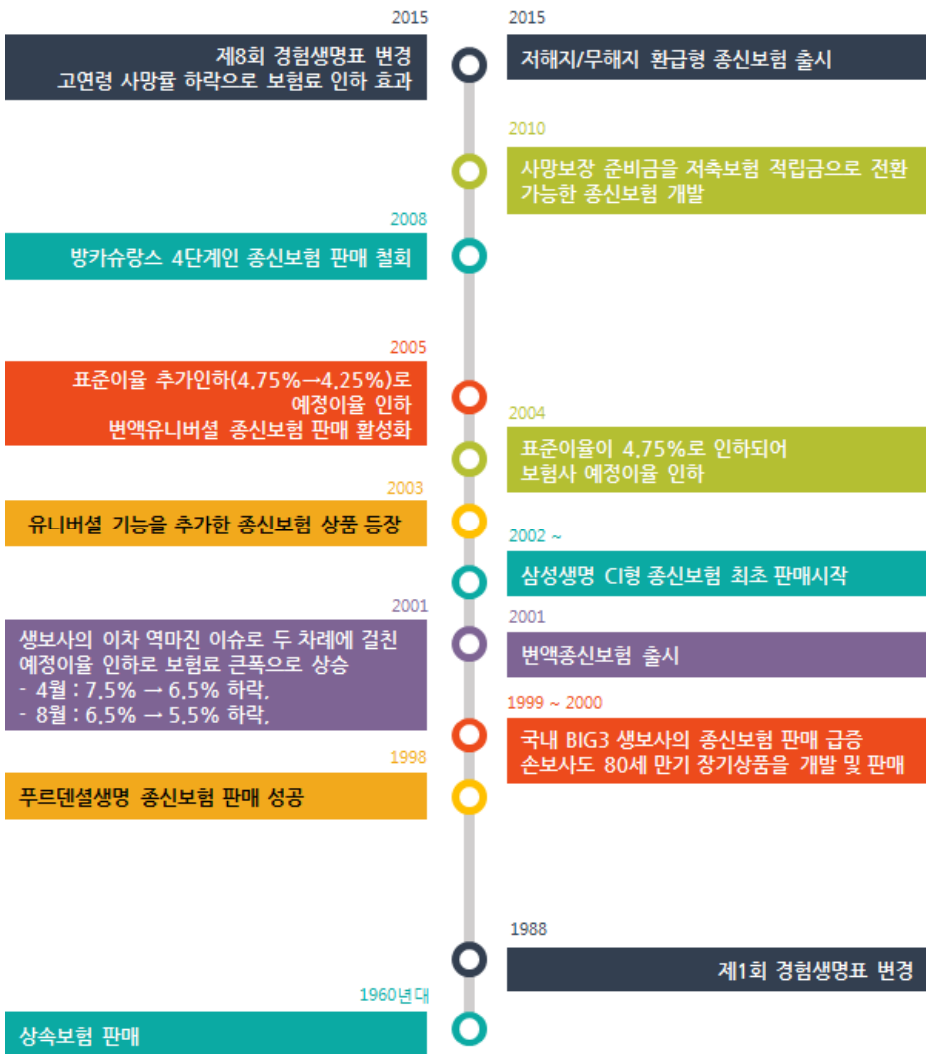 2015
제8회 경험생명표 변경
고연령 사망률 하락으로 보험료 인하 효과
2015
저해지/무해지 환급형 종신보험 출시
2010
사망보장 준비금을 저축보험 적립금으로 전환
가능한 종신보험 개발
2008
방카슈랑스 4단계인 종신보험 판매 철회
2005
표준이율 추가인하(4.75%→4.25%)로
예정이율 인하
변액유니버셜 종신보험 판매 활성화
2004
표준이율이 4.75%로 인하되어
보험사 예정이율 인하
2003
유니버셜 기능을 추가한 종신보험 상품 등장
2002 ~
삼성생명 CI형 종신보험 최초 판매시작
2001
생보사의 이차 역마진 이슈로 두 차례에 걸친
예정이율 인하로 보험료 큰폭으로 상승
- 4월 : 7.5% → 6.5% 하락,
- 8월 : 6.5% → 5.5% 하락,
2001
변액종신보험 출시
1999 ~ 2000
국내 BIG3 생보사의 종신보험 판매 급증
손보사도 80세 만기 장기상품을 개발 및 판매
1998
푸르덴셜생명 종신보험 판매 성공
1988
제1회 경험생명표 변경
1960년대
상속보험 판매